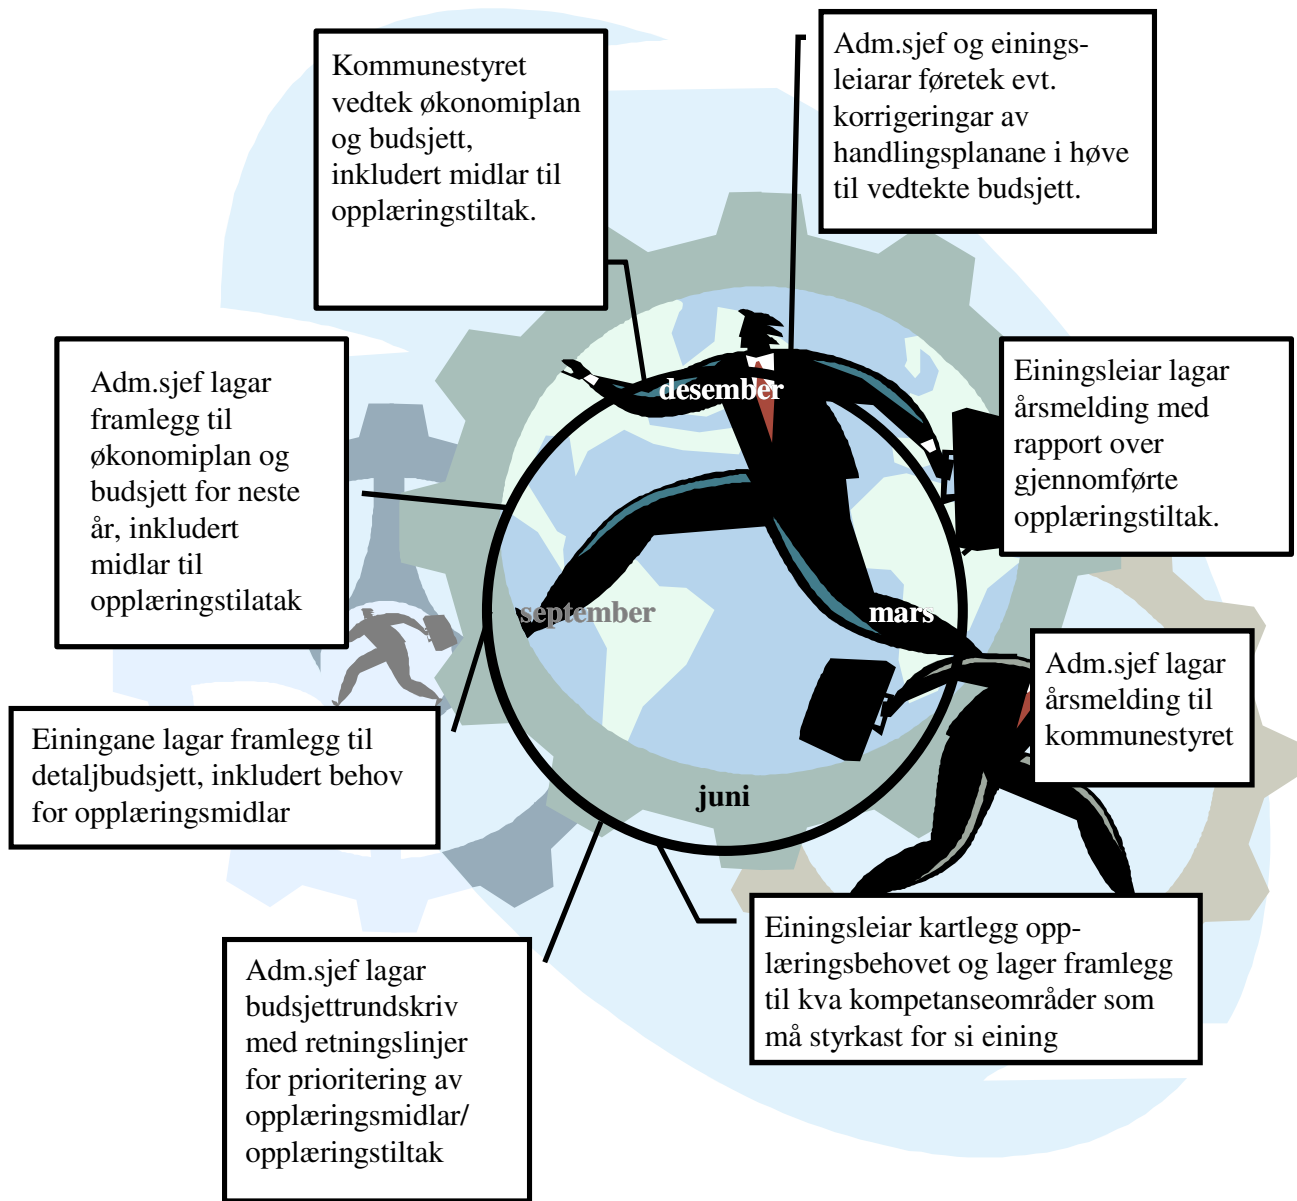 Kommunestyret
vedtek økonomiplan
og budsjett,
inkludert midlar til
opplæringstiltak.
Adm.sjef og einings-
leiarar føretek evt.
korrigeringar av
handlingsplanane i høve
til vedtekte budsjett.
Adm.sjef lagar
framlegg til
økonomiplan og
budsjett for neste
år, inkludert
midlar til
opplæringstilatak
desember
Einingsleiar lagar
årsmelding med
rapport over
gjennomførte
opplæringstiltak.
september
mars
Adm.sjef lagar
årsmelding til
kommunestyret
Einingane lagar framlegg til
detaljbudsjett, inkludert behov
for opplæringsmidlar
juni
Einingsleiar kartlegg opp-
læringsbehovet og lager framlegg
til kva kompetanseområder som
må styrkast for si eining
Adm.sjef lagar
budsjettrundskriv
med retningslinjer
for prioritering av
opplæringsmidlar/
opplæringstiltak